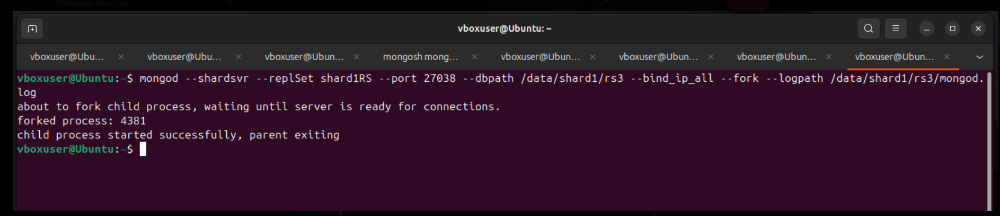 Mensajes directos +
vboxuser@Ubuntu: ~
vboxuser@Ubu... × vboxuser@Ubu... × vboxuser@Ubun... × mongosh mong... × vboxuser@Ubun... × vboxuser@Ubun... × vboxuser@Ubun... × vboxuser@Ubun... ×
vboxuser@Ubuntu:~$ mongod --shardsvr --replSet shard1RS --port 27038 --dbpath /data/shard1/rs3 --bind_ip_all --fork --logpath /data/shard1/rs3/mongod.
log
about to fork child process, waiting until server is ready for connections.
forked process: 4381
child process started successfully, parent exiting
vboxuser@Ubuntu:~$